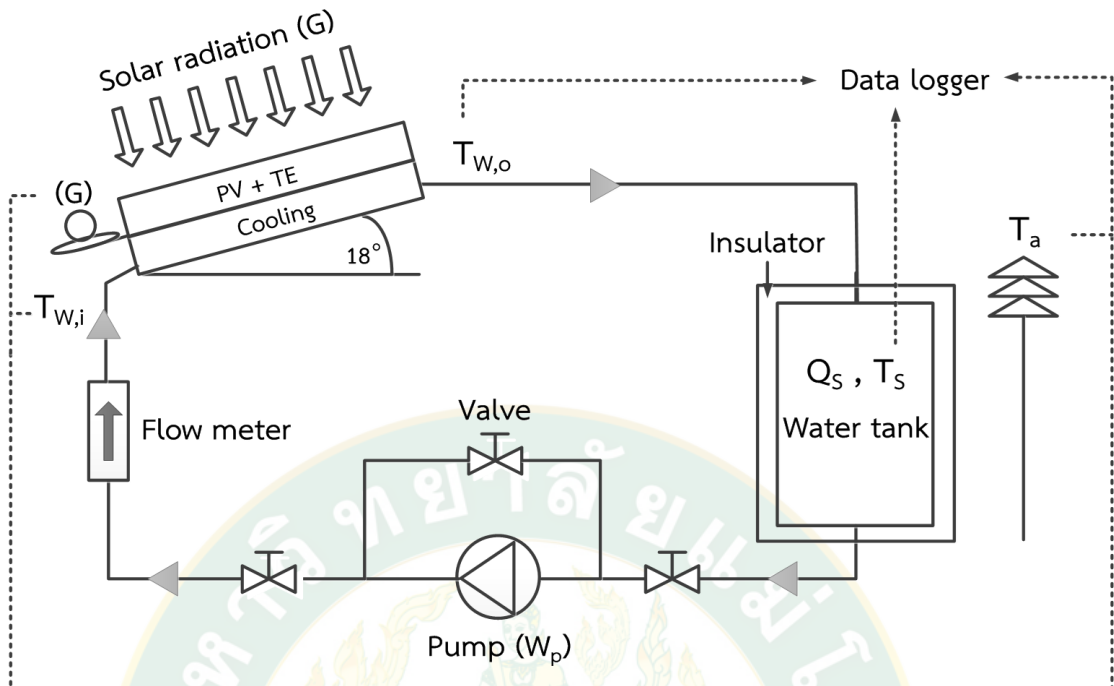 Solar radiation (G)
Data logger
T_W,o
(G)
PV + TE
Cooling
18°
T_a
Insulator
T_W,i
Q_S , T_S
Water tank
Valve
Flow meter
Pump (W_p)